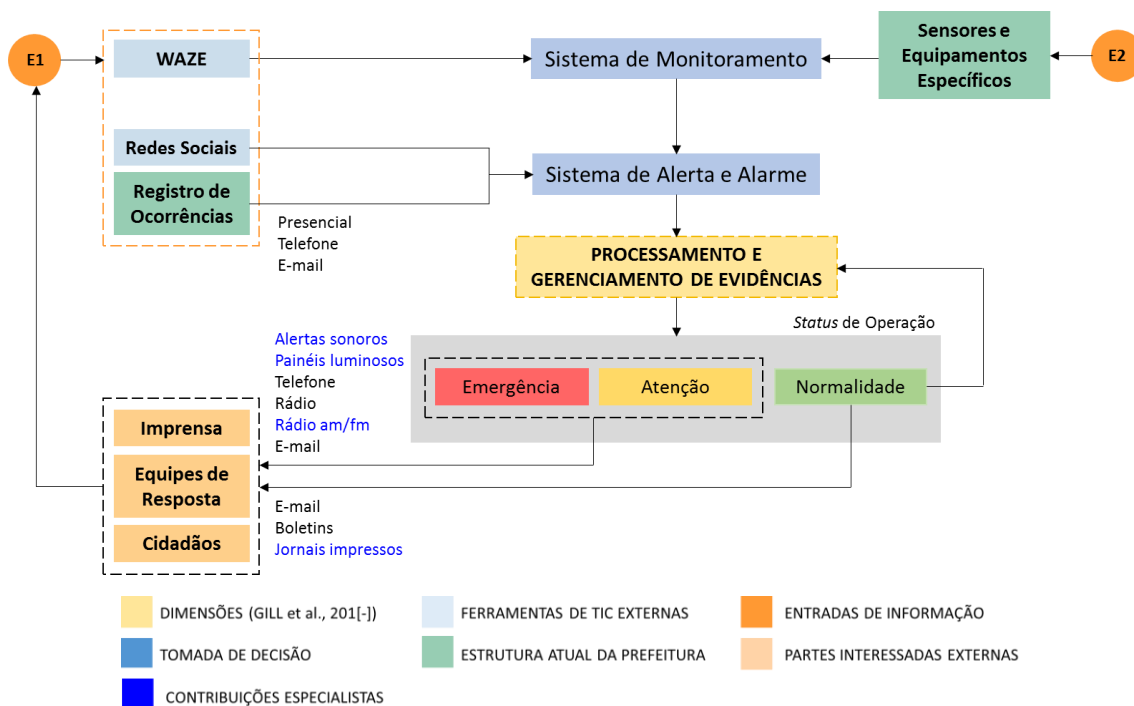 E1
WAZE
Sistema de Monitoramento
Sensores e
Equipamentos
Específicos
E2
Redes Sociais
Registro de
Ocorrências
Sistema de Alerta e Alarme
Presencial
Telefone
E-mail
PROCESSAMENTO E
GERENCIAMENTO DE EVIDÊNCIAS
Status de Operação
Emergência
Atenção
Normalidade
Alertas sonoros
Painéis luminosos
Telefone
Rádio
Rádio am/fm
E-mail
Imprensa
Equipes de
Resposta
Cidadãos
E-mail
Boletins
Jornais impressos
DIMENSÕES (GILL et al., 201[-])
FERRAMENTAS DE TIC EXTERNAS
ENTRADAS DE INFORMAÇÃO
TOMADA DE DECISÃO
ESTRUTURA ATUAL DA PREFEITURA
PARTES INTERESSADAS EXTERNAS
CONTRIBUIÇÕES ESPECIALISTAS